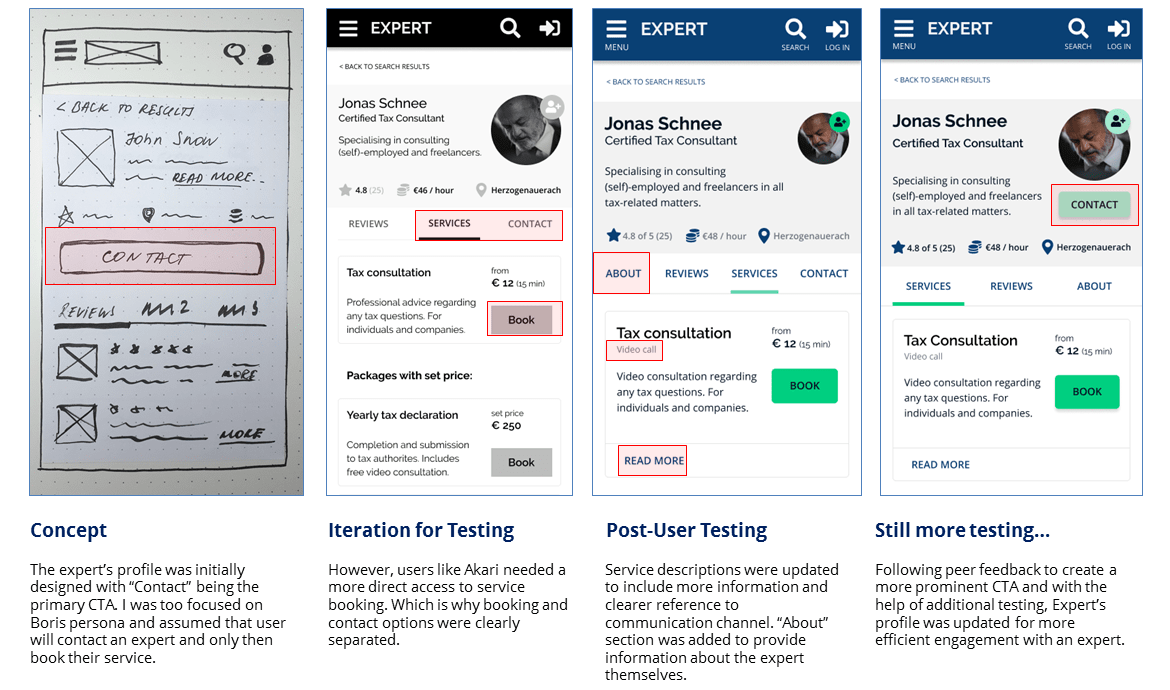 < BACK TO RESULTS
John Snow
READ MORE..
CONTACT
REVIEWS
MORE
MORE
EXPERT
< BACK TO SEARCH RESULTS
Jonas Schnee
Certified Tax Consultant
Specialising in consulting
(self)-employed and freelancers.
4.8 (25) €46 / hour Herzogenauerach
REVIEWS SERVICES CONTACT
Tax consultation
from
€ 12 (15 min)
Professional advice regarding
any tax questions. For
individuals and companies.
Book
Packages with set price:
Yearly tax declaration
set price
€ 250
Completion and submission
to tax authorites. Includes
free video consultation.
Book
EXPERT
MENU SEARCH LOG IN
< BACK TO SEARCH RESULTS
Jonas Schnee
Certified Tax Consultant
Specialising in consulting
(self)-employed and freelancers in all
tax-related matters.
4.8 of 5 (25) €48 / hour Herzogenauerach
ABOUT REVIEWS SERVICES CONTACT
Tax consultation
Video call
from
€ 12 (15 min)
Video consultation regarding
any tax questions. For
individuals and companies.
BOOK
READ MORE
EXPERT
MENU SEARCH LOG IN
< BACK TO SEARCH RESULTS
Jonas Schnee
Certified Tax Consultant
Specialising in consulting
(self)-employed and freelancers
in all tax-related matters.
CONTACT
4.8 of 5 (25) €48 / hour Herzogenauerach
SERVICES REVIEWS ABOUT
Tax Consultation
Video call
from
€ 12 (15 min)
Video consultation regarding
any tax questions. For
individuals and companies.
BOOK
READ MORE
Concept
The expert's profile was initially
designed with “Contact” being the
primary CTA. I was too focused on
Boris persona and assumed that user
will contact an expert and only then
book their service.
Iteration for Testing
However, users like Akari needed a
more direct access to service
booking. Which is why booking and
contact options were clearly
separated.
Post-User Testing
Service descriptions were updated
to include more information and
clearer reference to
communication channel. “About”
section was added to provide
information about the expert
themselves.
Still more testing…
Following peer feedback to create a
more prominent CTA and with the
help of additional testing, Expert's
profile was updated for more
efficient engagement with an expert.